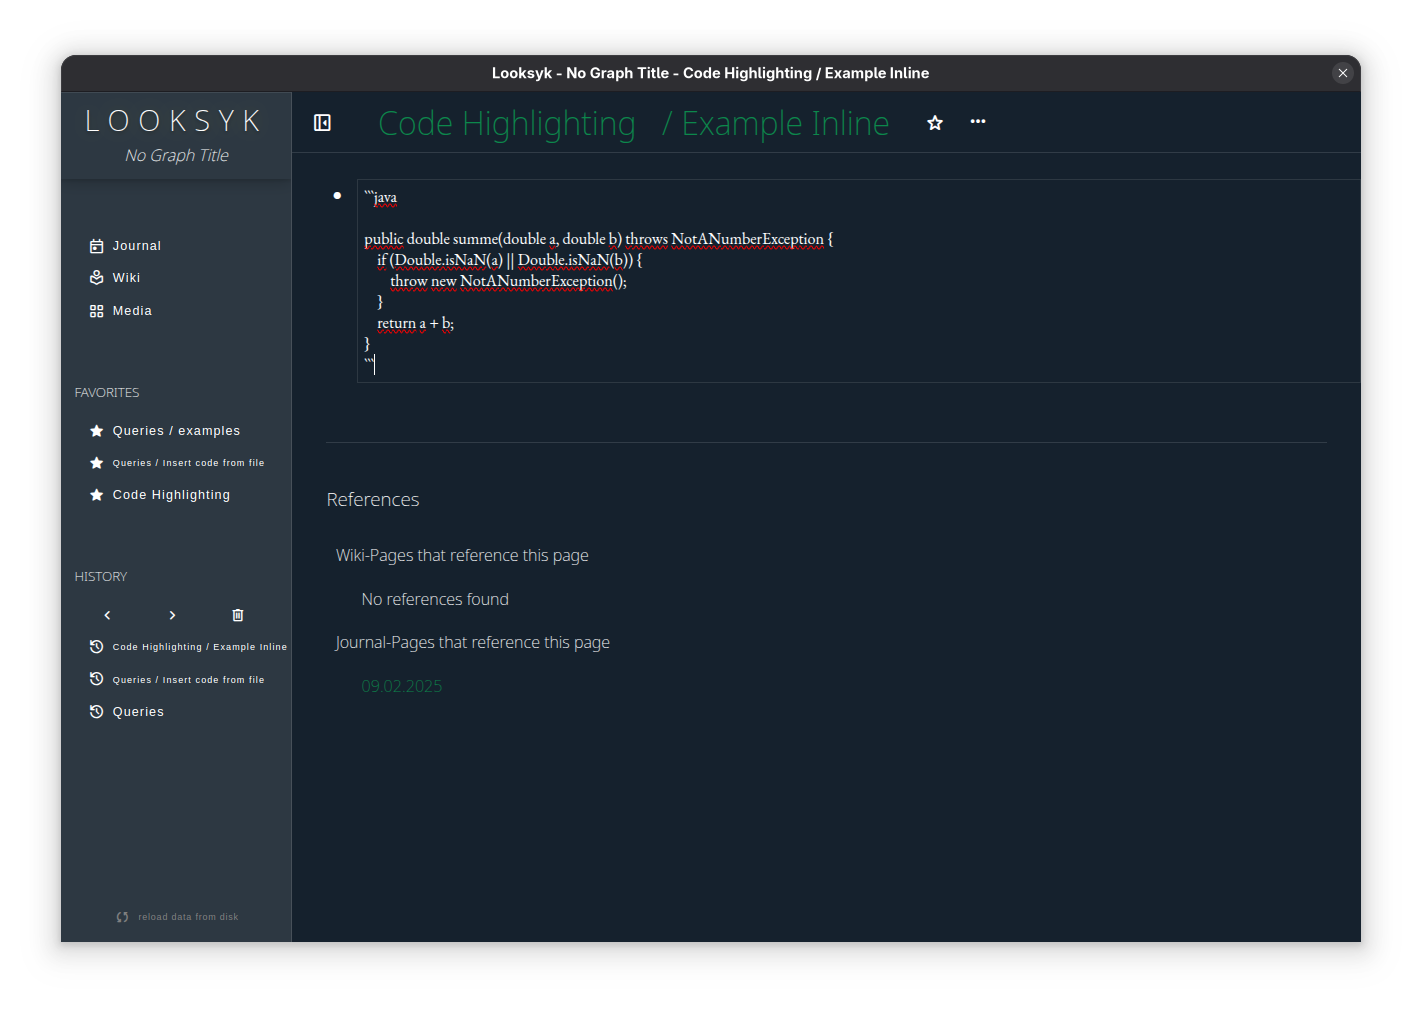 Looksyk - No Graph Title - Code Highlighting / Example Inline
LOOKSYK
No Graph Title
Journal
Wiki
Media
FAVORITES
Queries / examples
Queries / Insert code from file
Code Highlighting
HISTORY
Code Highlighting / Example Inline
Queries / Insert code from file
Queries
reload data from disk
Code Highlighting / Example Inline
```java
public double summe(double a, double b) throws NotANumberException {
    if (Double.isNaN(a) || Double.isNaN(b)) {
        throw new NotANumberException();
    }
    return a + b;
}
```
References
Wiki-Pages that reference this page
No references found
Journal-Pages that reference this page
09.02.2025